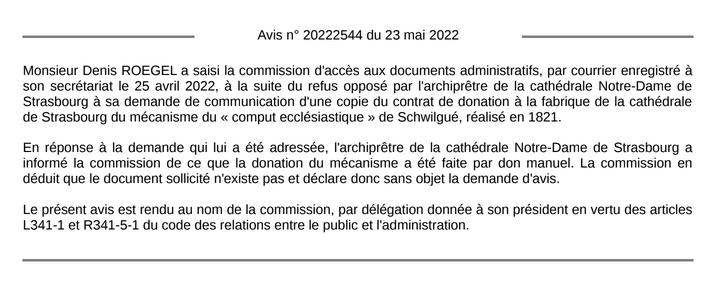 Avis n° 20222544 du 23 mai 2022
Monsieur Denis ROEGEL a saisi la commission d'accès aux documents administratifs, par courrier enregistré à
son secrétariat le 25 avril 2022, à la suite du refus opposé par l'archiprêtre de la cathédrale Notre-Dame de
Strasbourg à sa demande de communication d'une copie du contrat de donation à la fabrique de la cathédrale
de Strasbourg du mécanisme du « comput ecclésiastique » de Schwilgué, réalisé en 1821.
En réponse à la demande qui lui a été adressée, l'archiprêtre de la cathédrale Notre-Dame de Strasbourg a
informé la commission de ce que la donation du mécanisme a été faite par don manuel. La commission en
déduit que le document sollicité n'existe pas et déclare donc sans objet la demande d'avis.
Le présent avis est rendu au nom de la commission, par délégation donnée à son président en vertu des articles
L341-1 et R341-5-1 du code des relations entre le public et l'administration.